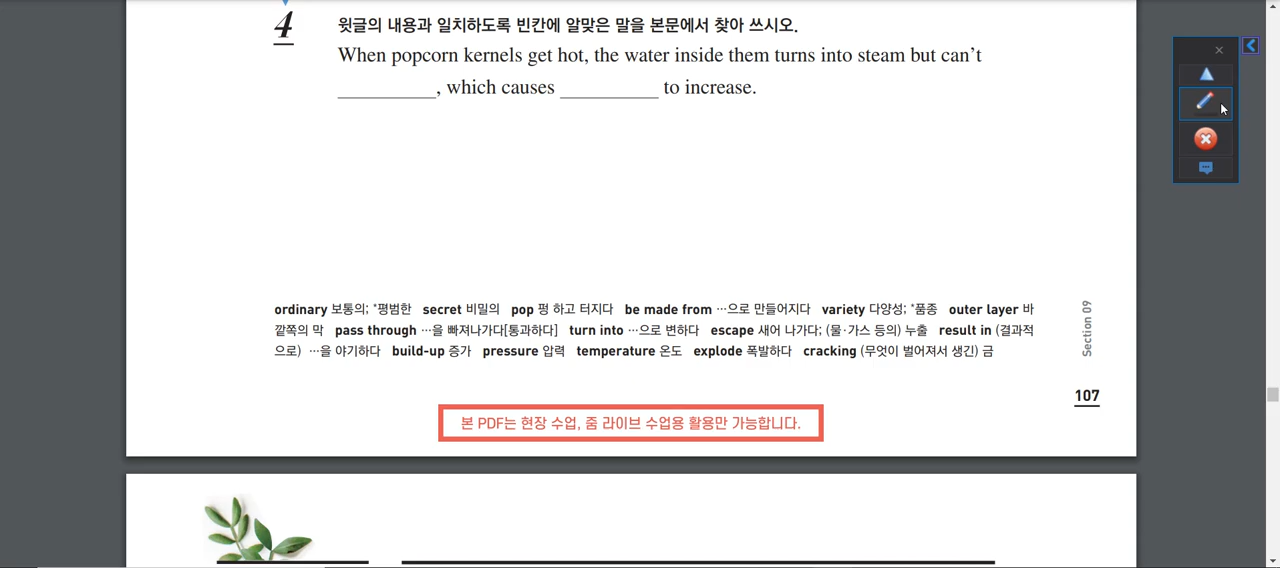 4 윗글의 내용과 일치하도록 빈칸에 알맞은 말을 본문에서 찾아 쓰시오.
When popcorn kernels get hot, the water inside them turns into steam but can't
__________, which causes __________ to increase.
ordinary 보통의; *평범한 secret 비밀의 pop 펑 하고 터지다 be made from …으로 만들어지다 variety 다양성; *품종 outer layer 바
깥쪽의 막 pass through …을 빠져나가다[통과하다] turn into …으로 변하다 escape 새어 나가다; (물·가스 등의) 누출 result in (결과적
으로) …을 야기하다 build-up 증가 pressure 압력 temperature 온도 explode 폭발하다 cracking (무엇이 벌어져서 생긴) 금
Section 09
107
본 PDF는 현장 수업, 줌 라이브 수업용 활용만 가능합니다.